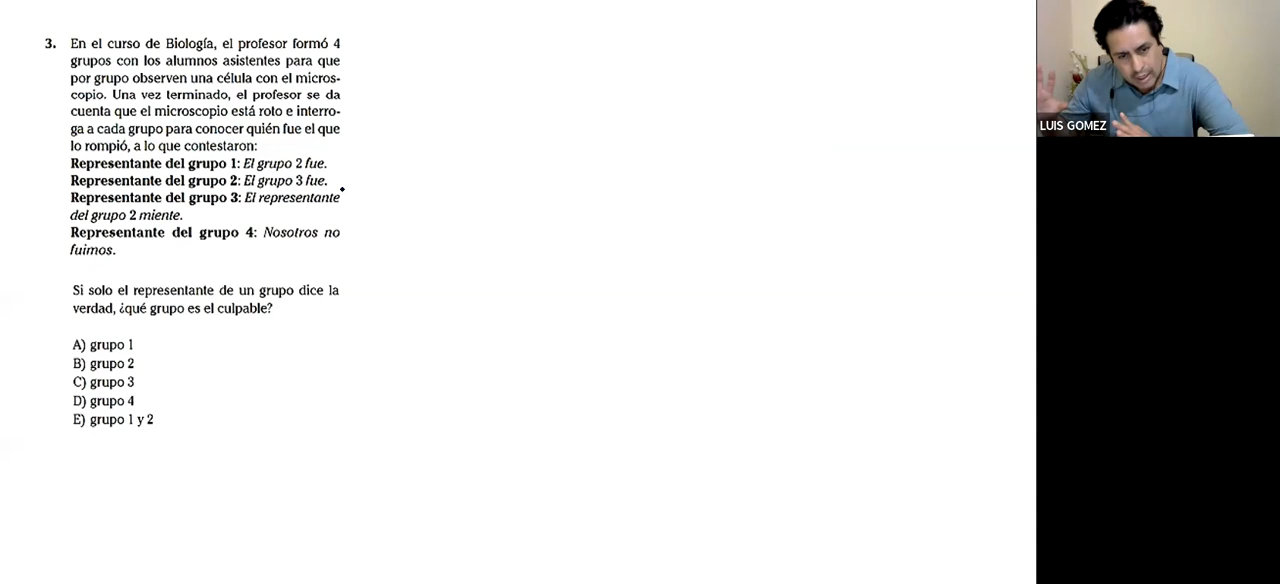 3. En el curso de Biología, el profesor formó 4
grupos con los alumnos asistentes para que
por grupo observen una célula con el micros-
copio. Una vez terminado, el profesor se da
cuenta que el microscopio está roto e interro-
ga a cada grupo para conocer quién fue el que
lo rompió, a lo que contestaron:
Representante del grupo 1: El grupo 2 fue.
Representante del grupo 2: El grupo 3 fue.
Representante del grupo 3: El representante
del grupo 2 miente.
Representante del grupo 4: Nosotros no
fuimos.
Si solo el representante de un grupo dice la
verdad, ¿qué grupo es el culpable?
A) grupo 1
B) grupo 2
C) grupo 3
D) grupo 4
E) grupo 1 y 2
LUIS GOMEZ